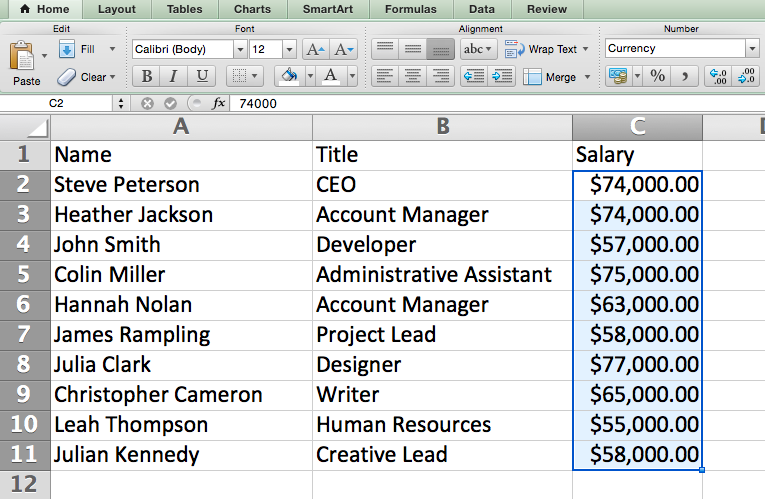 Home Layout Tables Charts SmartArt Formulas Data Review
Edit Font Alignment Number
Paste Fill Calibri (Body) 12 A A abc Wrap Text Currency
Clear B I U A Merge % , .0 .00 .00 .0
C2 fx 74000
A B C
1 Name Title Salary
2 Steve Peterson CEO $74,000.00
3 Heather Jackson Account Manager $74,000.00
4 John Smith Developer $57,000.00
5 Colin Miller Administrative Assistant $75,000.00
6 Hannah Nolan Account Manager $63,000.00
7 James Rampling Project Lead $58,000.00
8 Julia Clark Designer $77,000.00
9 Christopher Cameron Writer $65,000.00
10 Leah Thompson Human Resources $55,000.00
11 Julian Kennedy Creative Lead $58,000.00
12